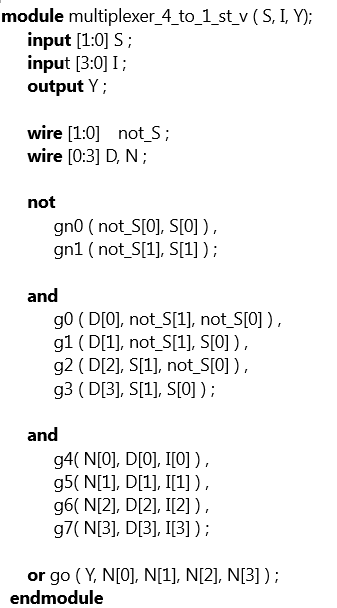 module multiplexer_4_to_1_st_v ( S, I, Y);
input [1:0] S ;
input [3:0] I ;
output Y ;
wire [1:0] not_S ;
wire [0:3] D, N ;
not
gn0 ( not_S[0], S[0] ) ,
gn1 ( not_S[1], S[1] ) ;
and
g0 ( D[0], not_S[1], not_S[0] ) ,
g1 ( D[1], not_S[1], S[0] ) ,
g2 ( D[2], S[1], not_S[0] ) ,
g3 ( D[3], S[1], S[0] ) ;
and
g4( N[0], D[0], I[0] ) ,
g5( N[1], D[1], I[1] ) ,
g6( N[2], D[2], I[2] ) ,
g7( N[3], D[3], I[3] ) ;
or go ( Y, N[0], N[1], N[2], N[3] ) ;
endmodule